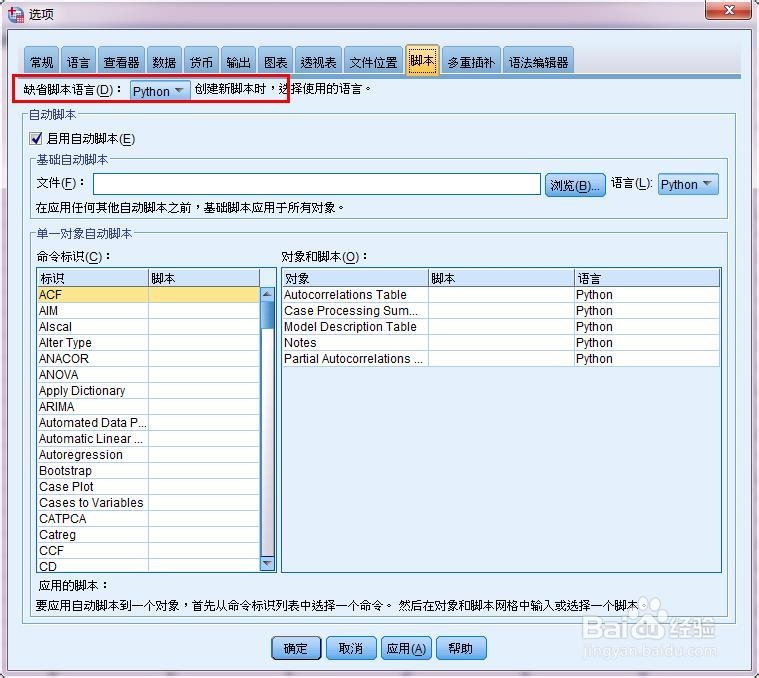 选项
常规 语言 查看器 数据 货币 输出 图表 透视表 文件位置 脚本 多重插补 语法编辑器
缺省脚本语言(D)： Python 创建新脚本时，选择使用的语言。
自动脚本
启用自动脚本(E)
基础自动脚本
文件(F)： 浏览(B)... 语言(L): Python
在应用任何其他自动脚本之前，基础脚本应用于所有对象。
单一对象自动脚本
命令标识(C)： 对象和脚本(O)：
标识 脚本 对象 脚本 语言
ACF Autocorrelations Table Python
AIM Case Processing Sum... Python
Alscal Model Description Table Python
Alter Type Notes Python
ANACOR Partial Autocorrelations ... Python
ANOVA
Apply Dictionary
ARIMA
Automated Data P...
Automatic Linear ...
Autoregression
Bootstrap
Case Plot
Cases to Variables
CATPCA
Catreg
CCF
CD
应用的脚本：
要应用自动脚本到一个对象，首先从命令标识列表中选择一个命令。 然后在对象和脚本网格中输入或选择一个脚本。
确定 取消 应用(A) 帮助
Baidu 经验
jingyan.baidu.com